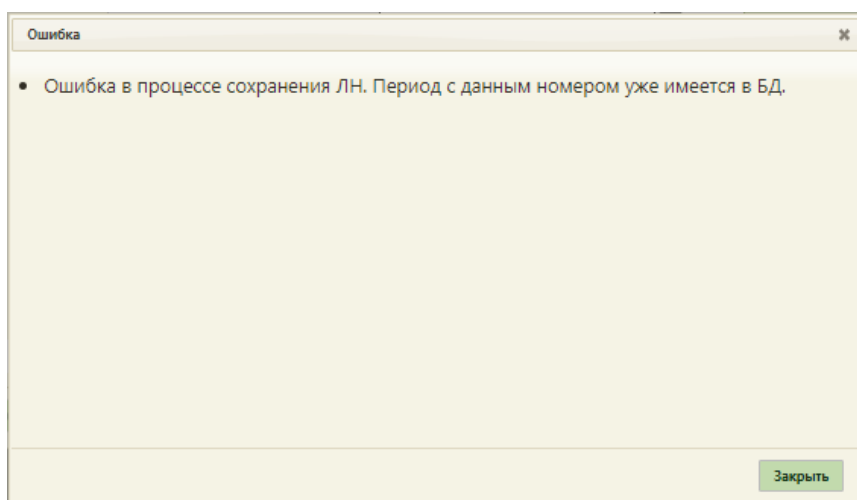 Ошибка
Ошибка в процессе сохранения ЛН. Период с данным номером уже имеется в БД.
Закрыть